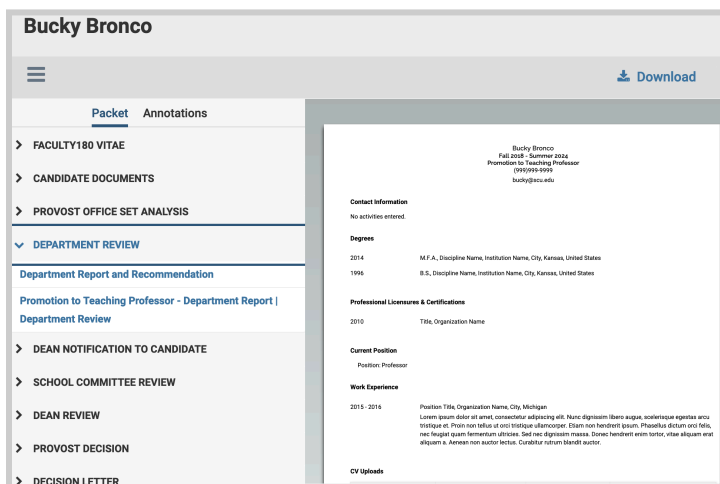 Bucky Bronco
Download
Packet Annotations
FACULTY180 VITAE
CANDIDATE DOCUMENTS
PROVOST OFFICE SET ANALYSIS
DEPARTMENT REVIEW
Department Report and Recommendation
Promotion to Teaching Professor - Department Report |
Department Review
DEAN NOTIFICATION TO CANDIDATE
SCHOOL COMMITTEE REVIEW
DEAN REVIEW
PROVOST DECISION
DECISION LETTER
Bucky Bronco
Fall 2018 - Summer 2024
Promotion to Teaching Professor
(999)999-9999
bucky@scu.edu
Contact Information
No activities entered.
Degrees
2014 M.F.A., Discipline Name, Institution Name, City, Kansas, United States
1996 B.S., Discipline Name, Institution Name, City, Kansas, United States
Professional Licensures & Certifications
2010 Title, Organization Name
Current Position
Position: Professor
Work Experience
2015 - 2016 Position Title, Organization Name, City, Michigan
Lorem ipsum dolor sit amet, consectetur adipiscing elit. Nunc dignissim libero augue, scelerisque egestas arcu
tristique et. Proin non tellus ut orci tristique ullamcorper. Etiam non hendrerit ipsum. Phasellus dictum orci felis,
nec feugiat quam fermentum ultricies. Sed nec dignissim massa. Donec hendrerit enim tortor, vitae aliquam erat
aliquam a. Aenean non auctor lectus. Curabitur rutrum blandit auctor.
CV Uploads